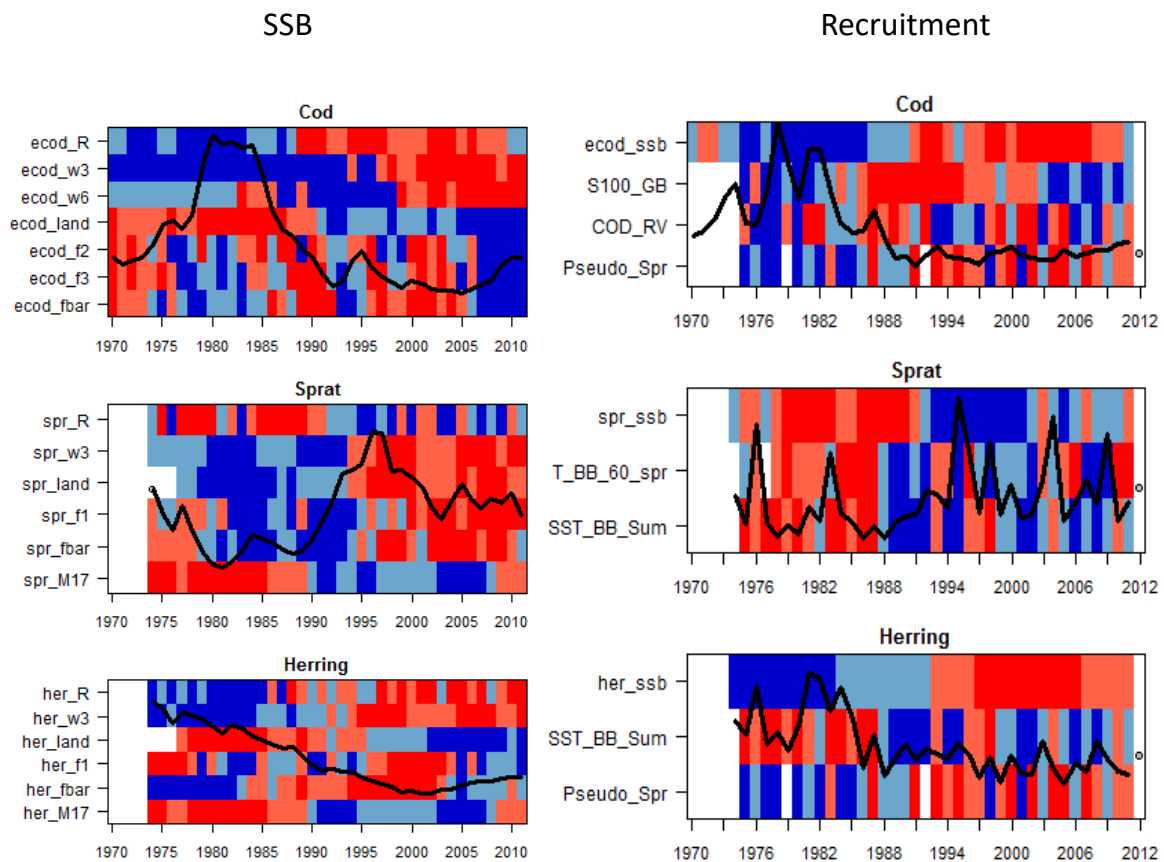 SSB
Recruitment
Cod
ecod_R
ecod_w3
ecod_w6
ecod_land
ecod_f2
ecod_f3
ecod_fbar
1970 1975 1980 1985 1990 1995 2000 2005 2010
Sprat
spr_R
spr_w3
spr_land
spr_f1
spr_fbar
spr_M17
1970 1975 1980 1985 1990 1995 2000 2005 2010
Herring
her_R
her_w3
her_land
her_f1
her_fbar
her_M17
1970 1975 1980 1985 1990 1995 2000 2005 2010
Cod
ecod_ssb
S100_GB
COD_RV
Pseudo_Spr
1970 1976 1982 1988 1994 2000 2006 2012
Sprat
spr_ssb
T_BB_60_spr
SST_BB_Sum
1970 1976 1982 1988 1994 2000 2006 2012
Herring
her_ssb
SST_BB_Sum
Pseudo_Spr
1970 1976 1982 1988 1994 2000 2006 2012